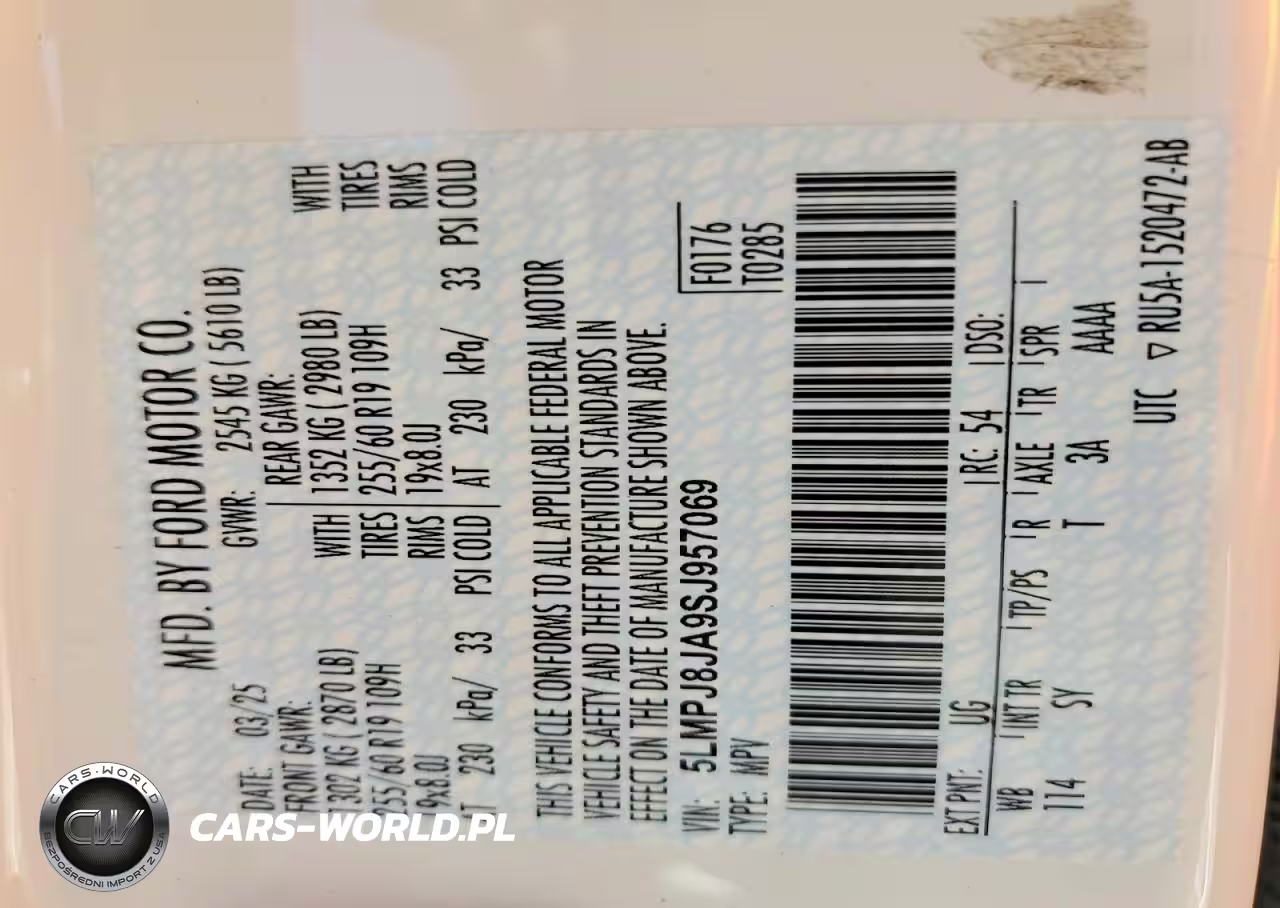 MFD. BY FORD MOTOR CO.
DATE: 03/25 GVWR: 2545 KG ( 5610 LB)
FRONT GAWR: REAR GAWR:
1302 KG ( 2870 LB) WITH 1352 KG ( 2980 LB) WITH
255/60 R19 109H TIRES 255/60 R19 109H TIRES
19x8.0J RIMS 19x8.0J RIMS
AT 230 kPa/ 33 PSI COLD AT 230 kPa/ 33 PSI COLD
THIS VEHICLE CONFORMS TO ALL APPLICABLE FEDERAL MOTOR
VEHICLE SAFETY AND THEFT PREVENTION STANDARDS IN
EFFECT ON THE DATE OF MANUFACTURE SHOWN ABOVE.
VIN: 5LMPJ8JA9SJ957069 F0176
TYPE: MPV T0285
EXT PNT: UG RC: 54 DSO:
WB INT TR TP/PS R AXLE TR SPR
114 SY T 3A AAAA
UTC ▽ RU5A-1520472-AB
CARS-WORLD
CW
BEZPOŚREDNI IMPORT Z USA
CARS-WORLD.PL